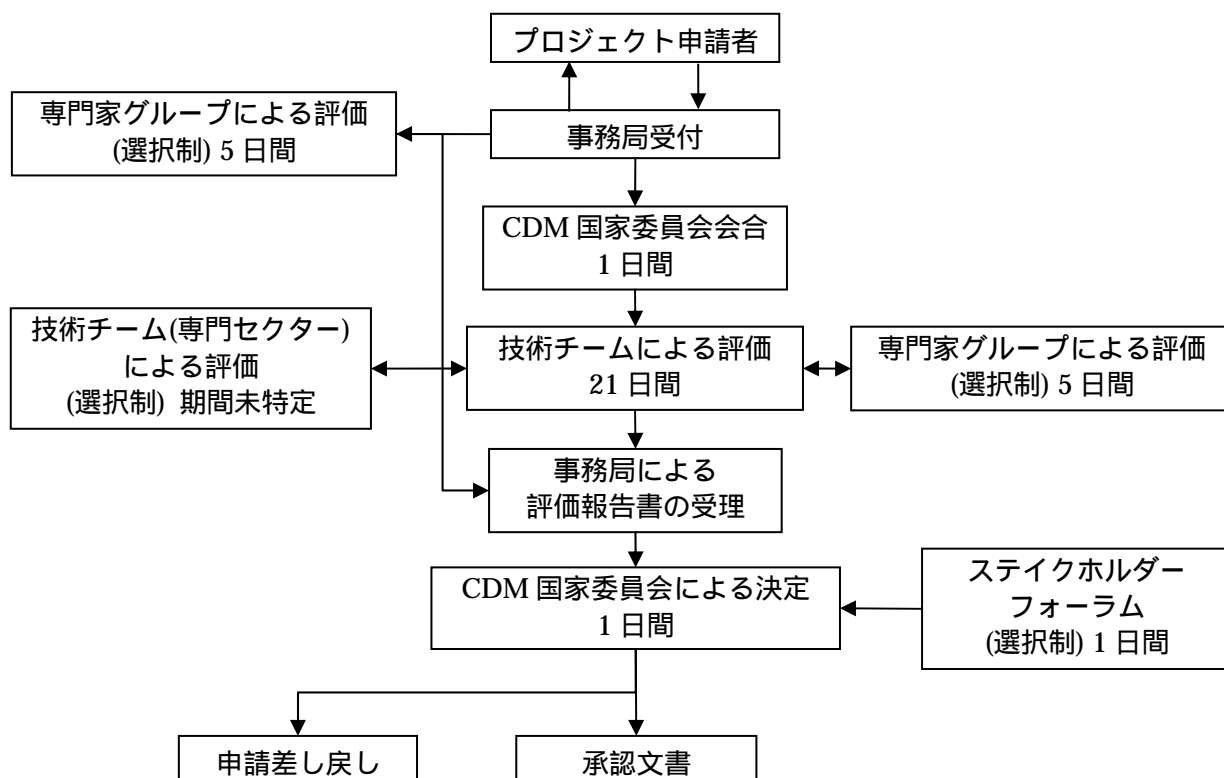 プロジェクト申請者
専門家グループによる評価
(選択制) 5 日間
事務局受付
CDM 国家委員会会合
1 日間
技術チーム(専門セクター)
による評価
(選択制) 期間未特定
技術チームによる評価
21 日間
専門家グループによる評価
(選択制) 5 日間
事務局による
評価報告書の受理
CDM 国家委員会による決定
1 日間
ステイクホルダー
フォーラム
(選択制) 1 日間
申請差し戻し
承認文書